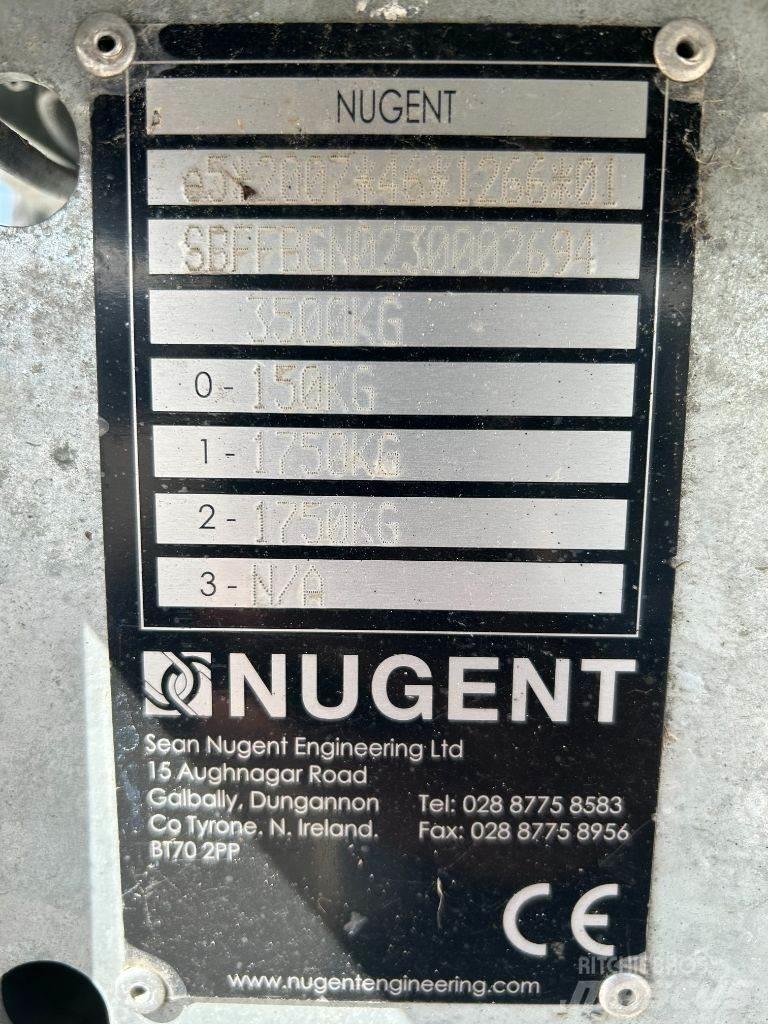 NUGENT
e5*2007*46*1266*01
SBFFBGN0230002694
3500KG
0- 150KG
1- 1750KG
2- 1750KG
3- N/A
NUGENT
Sean Nugent Engineering Ltd
15 Aughnagar Road
Galbally, Dungannon Tel: 028 8775 8583
Co Tyrone. N. Ireland. Fax: 028 8775 8956
BT70 2PP
CE
www.nugentengineering.com